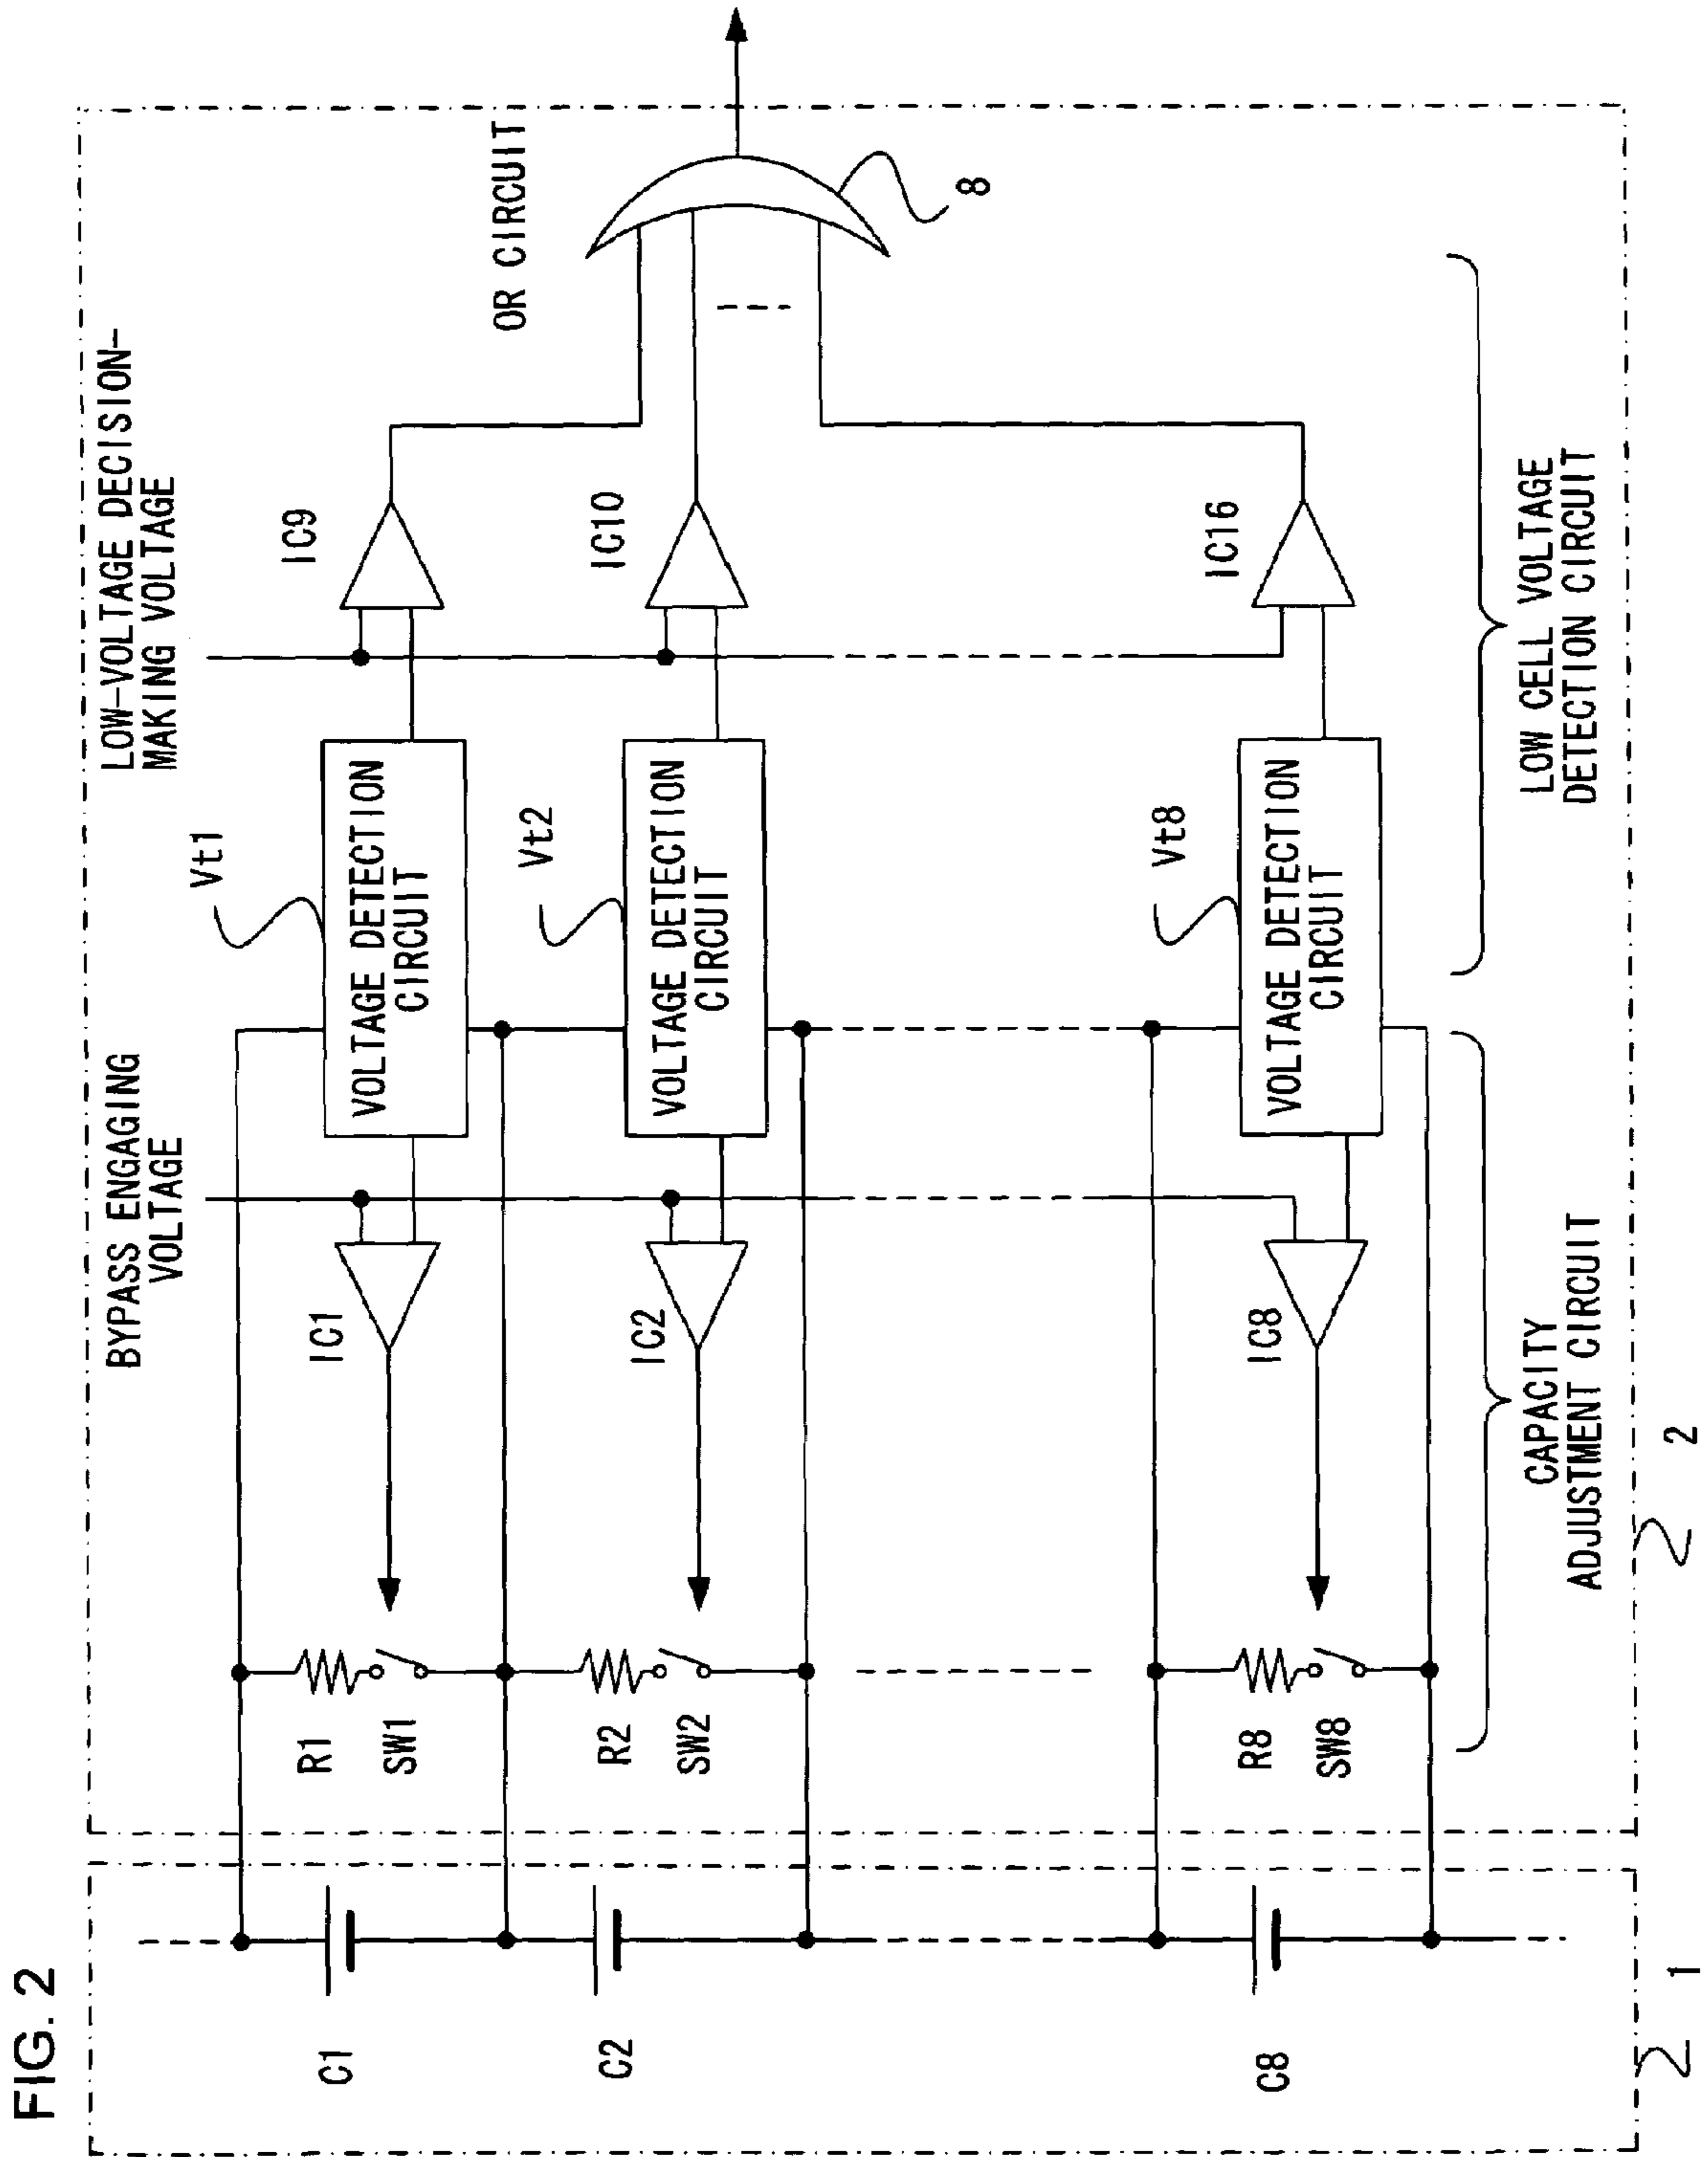 FIG. 2
LOW-VOLTAGE DECISION-
MAKING VOLTAGE
BYPASS ENGAGING
VOLTAGE
OR CIRCUIT
8
C1
R1
SW1
IC1
Vt1
VOLTAGE DETECTION
CIRCUIT
IC9
C2
R2
SW2
IC2
Vt2
VOLTAGE DETECTION
CIRCUIT
IC10
C8
R8
SW8
IC8
Vt8
VOLTAGE DETECTION
CIRCUIT
IC16
CAPACITY
ADJUSTMENT CIRCUIT
LOW CELL VOLTAGE
DETECTION CIRCUIT
1
2